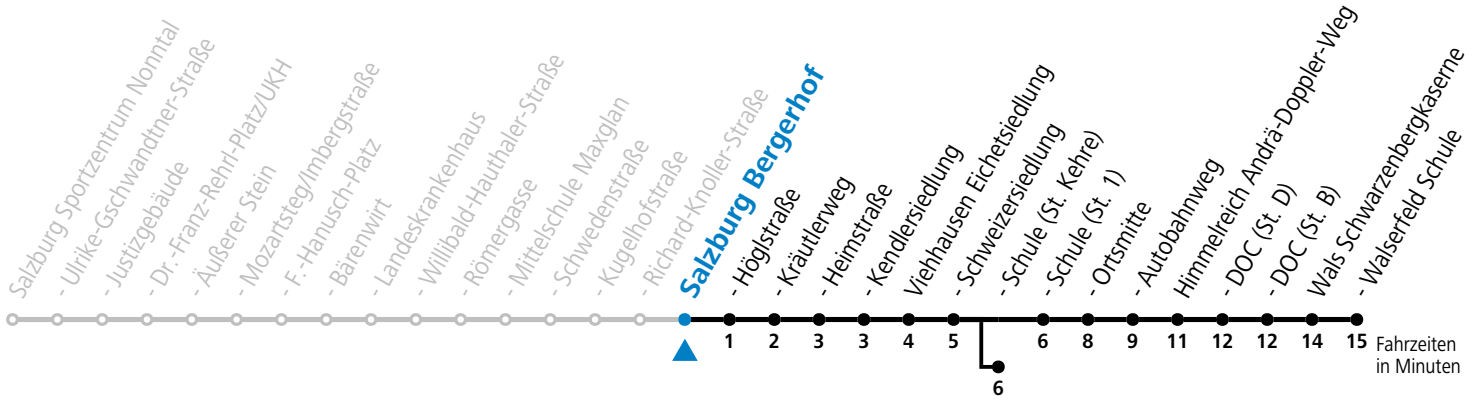 Salzburg Sportzentrum Nonntal
- Ulrike-Gschwandtner-Straße
- Justizgebäude
- Dr.-Franz-Rehrl-Platz/UKH
- Äußerer Stein
- Mozartsteg/Imbergstraße
- F.-Hanusch-Platz
- Bärenwirt
- Landeskrankenhaus
- Willibald-Hauthaler-Straße
- Römergasse
- Mittelschule Maxglan
- Schwedenstraße
- Kugelhofstraße
- Richard-Knoller-Straße
Salzburg Bergerhof
- Höglstraße
- Kräutlerweg
- Heimstraße
- Kendlersiedlung
Viehhausen Eichetsiedlung
- Schweizersiedlung
- Schule (St. Kehre)
- Schule (St. 1)
- Ortsmitte
- Autobahnweg
Himmelreich Andrä-Doppler-Weg
- DOC (St. D)
- DOC (St. B)
Wals Schwarzenbergkaserne
- Walserfeld Schule
1 2 3 3 4 5 6 8 9 11 12 12 14 15
Fahrzeiten
in Minuten
6